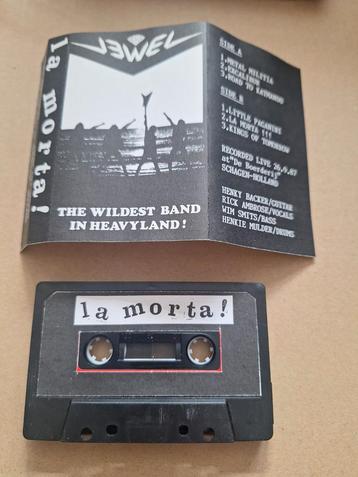 la morta!
JEWEL
THE WILDEST BAND
IN HEAVYLAND!
SIDE A
1.METAL MILITIA
2.EXCALIBUR
3.ROAD TO KATMANDU
SIDE B
1.LITTLE PAGANINI
2.LA MORTA !!!
3.KINGS OF TOMORROW
RECORDED LIVE 26.9.87
at"De Boerderij"
SCHAGEN-HOLLAND
HENKY BACKER/GUITAR
RICK AMBROSE/VOCALS
WIM SMITS/BASS
HENKIE MULDER/DRUMS
la morta!